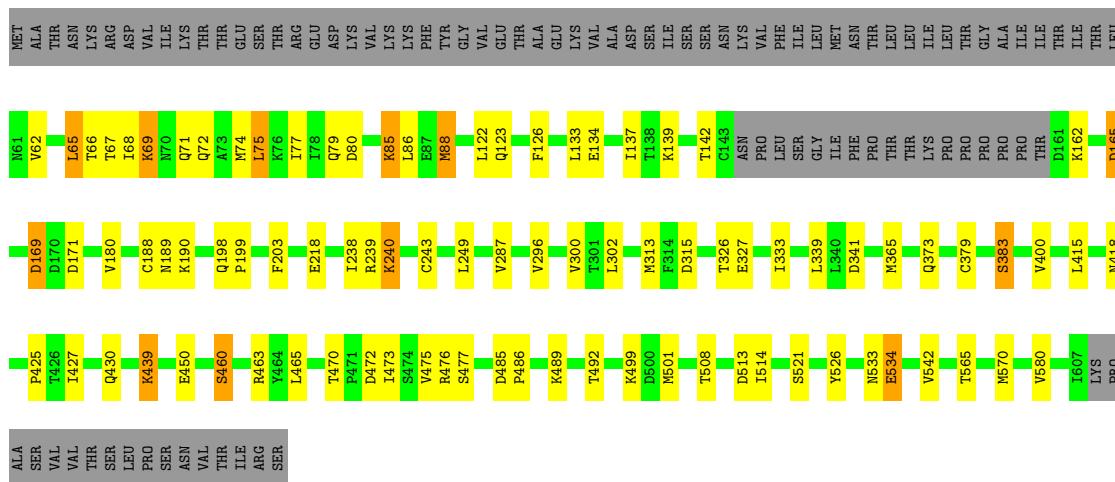 MET ALA THR ASN LYS ARG ASP VAL ILE LYS THR THR GLU SER THR ARG GLU ASP LYS VAL LYS LYS PHE TYR GLY VAL GLU THR ALA GLU LYS VAL ALA ASP SER ILE SER SER ASN LYS VAL PHE ILE LEU MET ASN THR LEU LEU ILE LEU THR GLY ALA ILE ILE THR ILE THR LEU
N61 V62 L65 T66 T67 I68 K69 N70 Q71 Q72 A73 M74 L75 K76 I77 I78 Q79 D80 K85 L86 E87 M88 L122 Q123 F126 L133 E134 I137 T138 K139 T142 C143 ASN PRO LEU SER GLY ILE PHE PRO THR THR LYS PRO PRO PRO PRO PRO THR D161 K162 D165
D169 D170 D171 V180 C188 N189 K190 Q198 P199 F203 E218 I238 R239 K240 C243 L249 V287 V296 V300 T301 L302 M313 F314 D315 T326 E327 I333 L339 L340 D341 M365 Q373 C379 S383 V400 L415 N418
P425 T426 I427 Q430 K439 E450 S460 R463 Y464 L465 T470 P471 D472 I473 S474 V475 R476 S477 D485 P486 K489 T492 K499 D500 M501 T508 D513 I514 S521 Y526 N533 E534 V542 T565 M570 V580 I607 LYS PRO
ALA SER VAL VAL THR SER LEU PRO SER ASN VAL THR ILE ARG SER